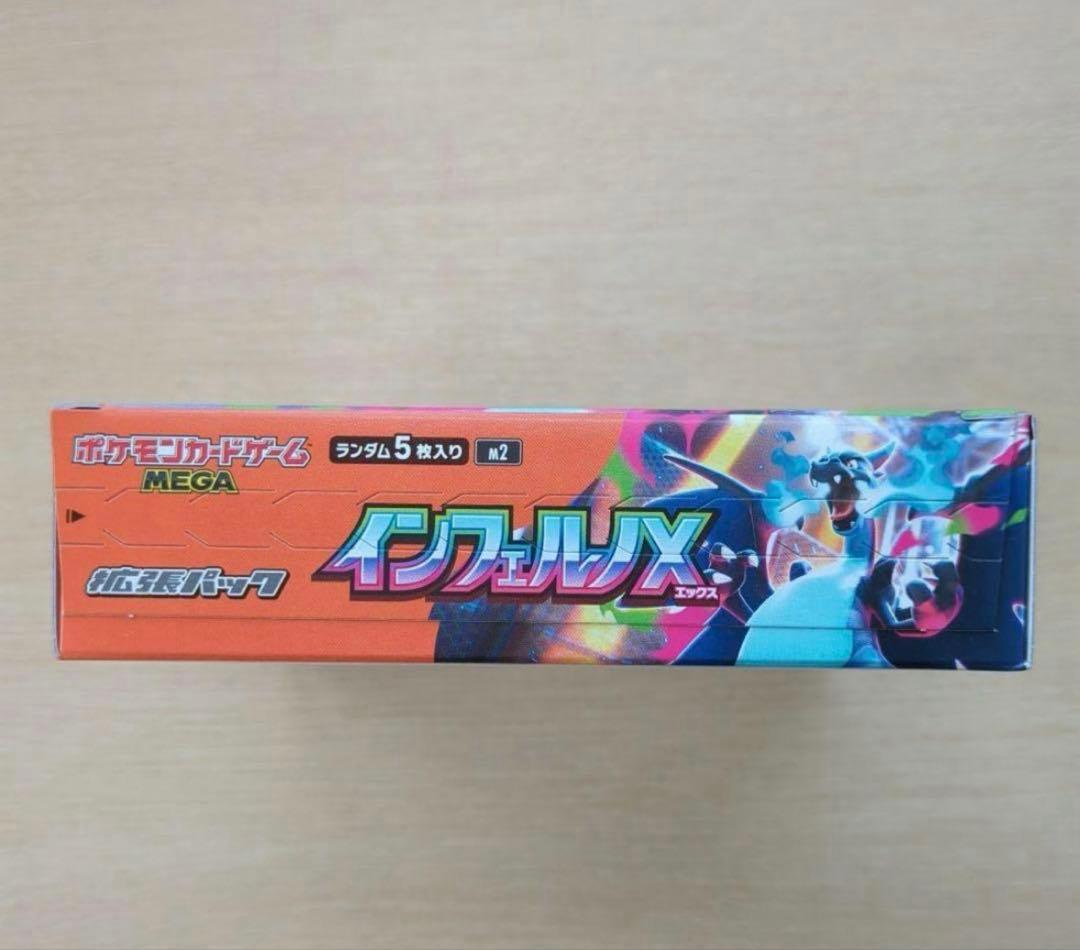 ポケモンカードゲーム
MEGA
ランダム5枚入り
M2
インフェルノX
エックス
拡張パック